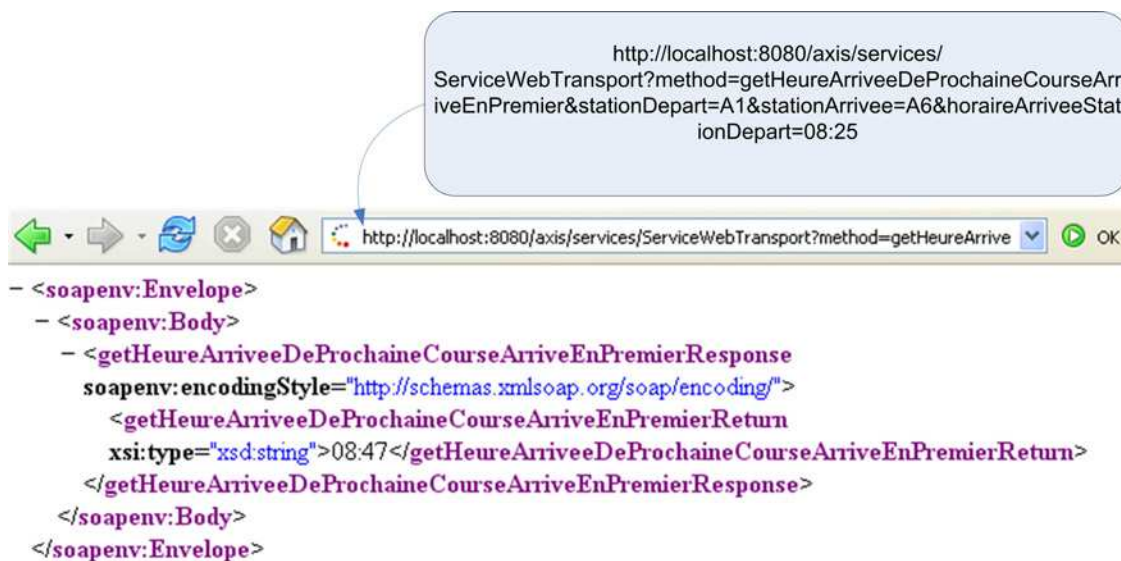 http://localhost:8080/axis/services/
ServiceWebTransport?method=getHeureArriveeDeProchaineCourseArr
iveEnPremier&stationDepart=A1&stationArrivee=A6&horaireArriveeStat
ionDepart=08:25
http://localhost:8080/axis/services/ServiceWebTransport?method=getHeureArrive OK
− <soapenv:Envelope>
− <soapenv:Body>
− <getHeureArriveeDeProchaineCourseArriveEnPremierResponse
soapenv:encodingStyle="http://schemas.xmlsoap.org/soap/encoding/">
<getHeureArriveeDeProchaineCourseArriveEnPremierReturn
xsi:type="xsd:string">08:47</getHeureArriveeDeProchaineCourseArriveEnPremierReturn>
</getHeureArriveeDeProchaineCourseArriveEnPremierResponse>
</soapenv:Body>
</soapenv:Envelope>